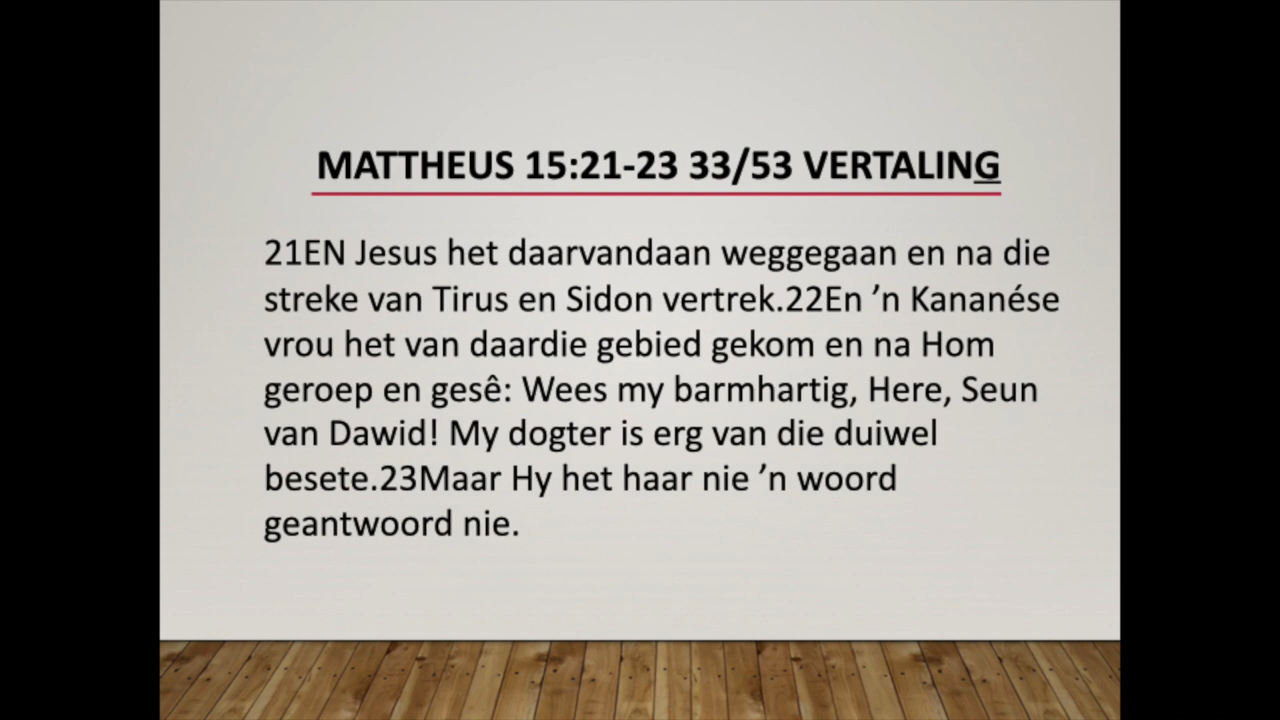 MATTHEUS 15:21-23 33/53 VERTALING
21EN Jesus het daarvandaan weggegaan en na die
streke van Tirus en Sidon vertrek.22En ’n Kananése
vrou het van daardie gebied gekom en na Hom
geroep en gesê: Wees my barmhartig, Here, Seun
van Dawid! My dogter is erg van die duiwel
besete.23Maar Hy het haar nie ’n woord
geantwoord nie.